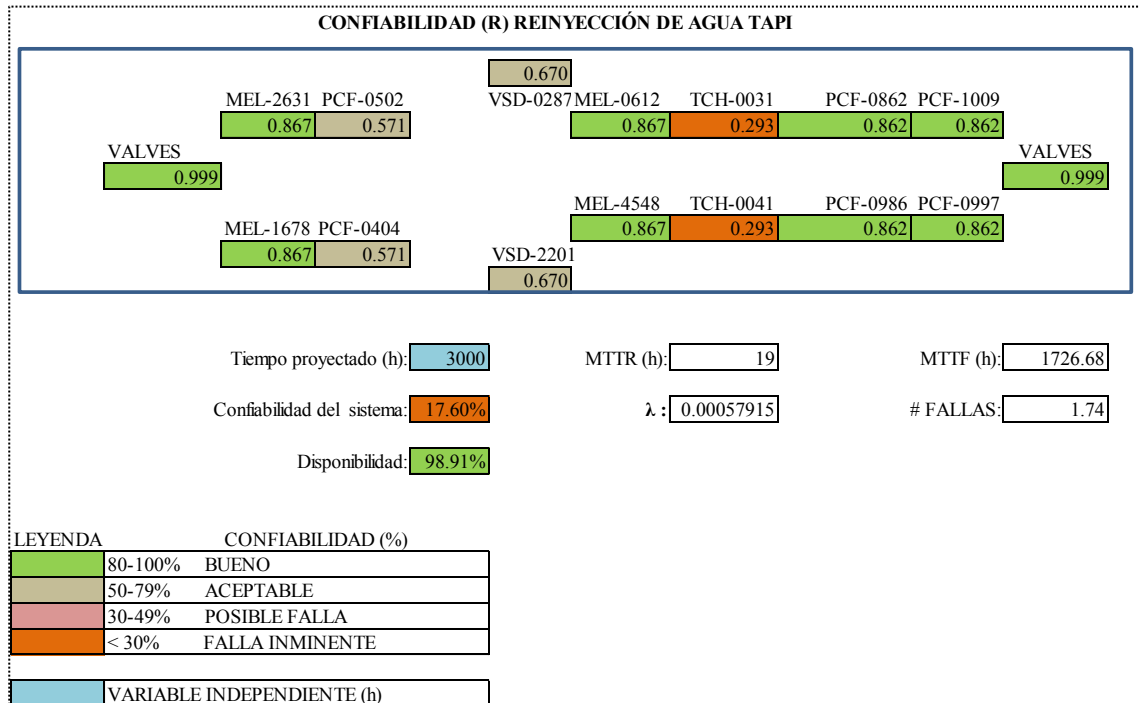 CONFIABILIDAD (R) REINYECCIÓN DE AGUA TAPI
0.670
MEL-2631 PCF-0502 VSD-0287 MEL-0612 TCH-0031 PCF-0862 PCF-1009
0.867 0.571 0.867 0.293 0.862 0.862
VALVES VALVES
0.999 0.999
MEL-4548 TCH-0041 PCF-0986 PCF-0997
MEL-1678 PCF-0404 0.867 0.293 0.862 0.862
0.867 0.571 VSD-2201
0.670
Tiempo proyectado (h): 3000 MTTR (h): 19 MTTF (h): 1726.68
Confiabilidad del sistema: 17.60% λ : 0.00057915 # FALLAS: 1.74
Disponibilidad: 98.91%
LEYENDA CONFIABILIDAD (%)
80-100% BUENO
50-79% ACEPTABLE
30-49% POSIBLE FALLA
< 30% FALLA INMINENTE
VARIABLE INDEPENDIENTE (h)